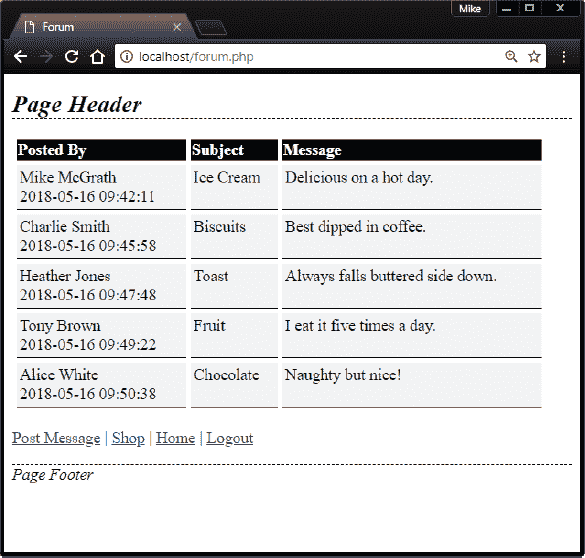 Mike
Forum
localhost/forum.php
Page Header
Posted By Subject Message
Mike McGrath Ice Cream Delicious on a hot day.
2018-05-16 09:42:11
Charlie Smith Biscuits Best dipped in coffee.
2018-05-16 09:45:58
Heather Jones Toast Always falls buttered side down.
2018-05-16 09:47:48
Tony Brown Fruit I eat it five times a day.
2018-05-16 09:49:22
Alice White Chocolate Naughty but nice!
2018-05-16 09:50:38
Post Message | Shop | Home | Logout
Page Footer